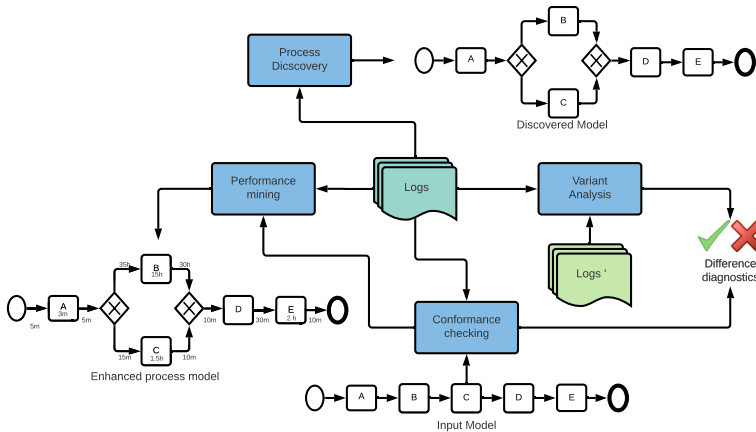 B
Process
Dicscovery
A
D
E
C
Discovered Model
Performance
mining
Logs
Variant
Analysis
Difference
diagnostics
Logs '
35h
B
15h
30h
A
3m
5m
5m
D
10m
30m
E
2 h
10m
15m
C
1.5h
10m
Enhanced process model
Conformance
checking
A
B
C
D
E
Input Model